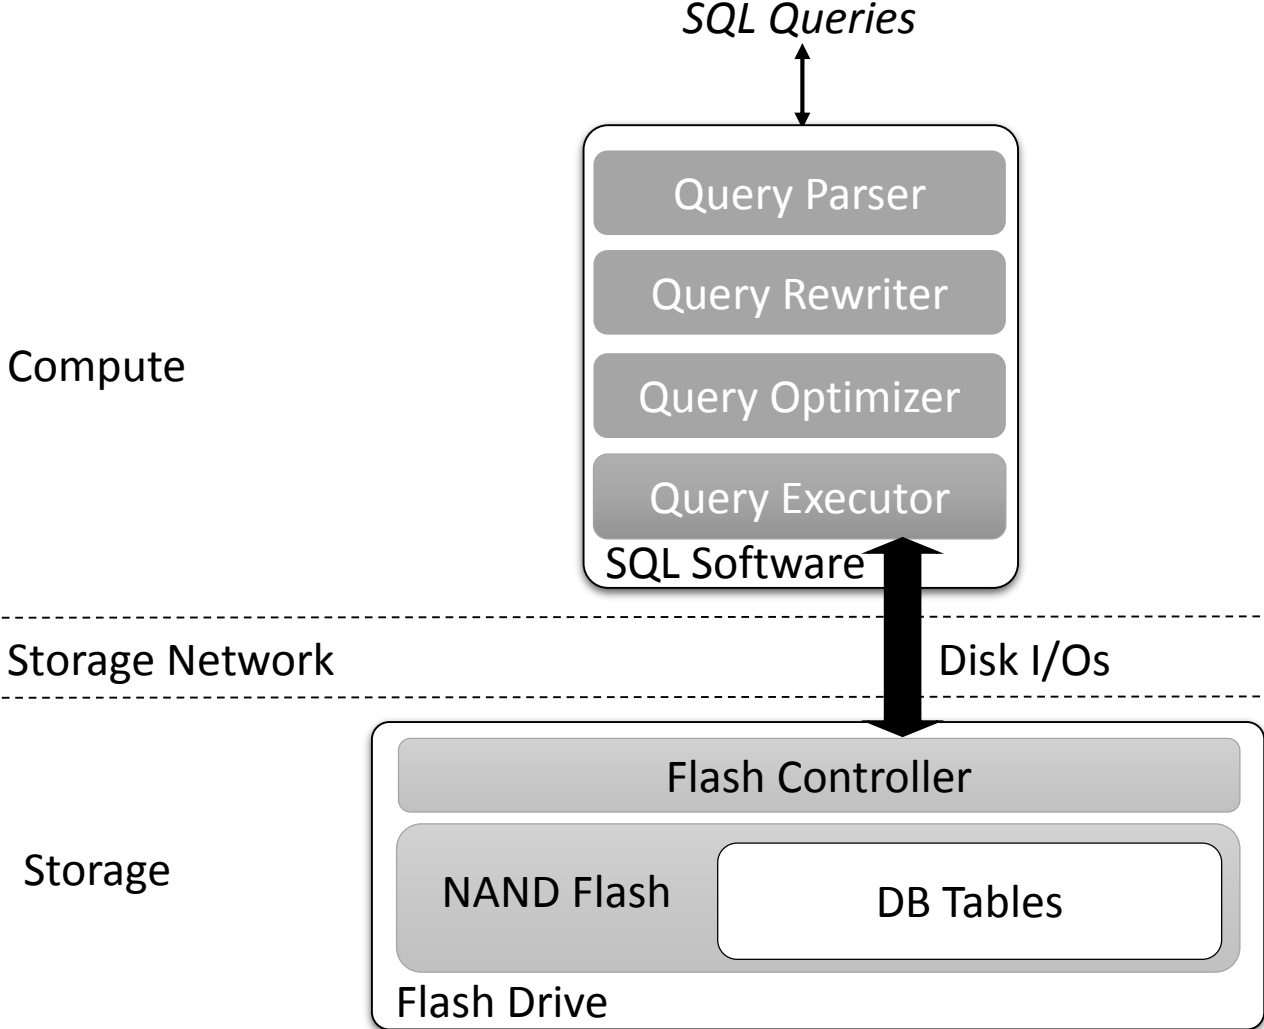 SQL Queries
Query Parser
Query Rewriter
Compute
Query Optimizer
Query Executor
SQL Software
Storage Network
Disk I/Os
Flash Controller
Storage
NAND Flash
DB Tables
Flash Drive